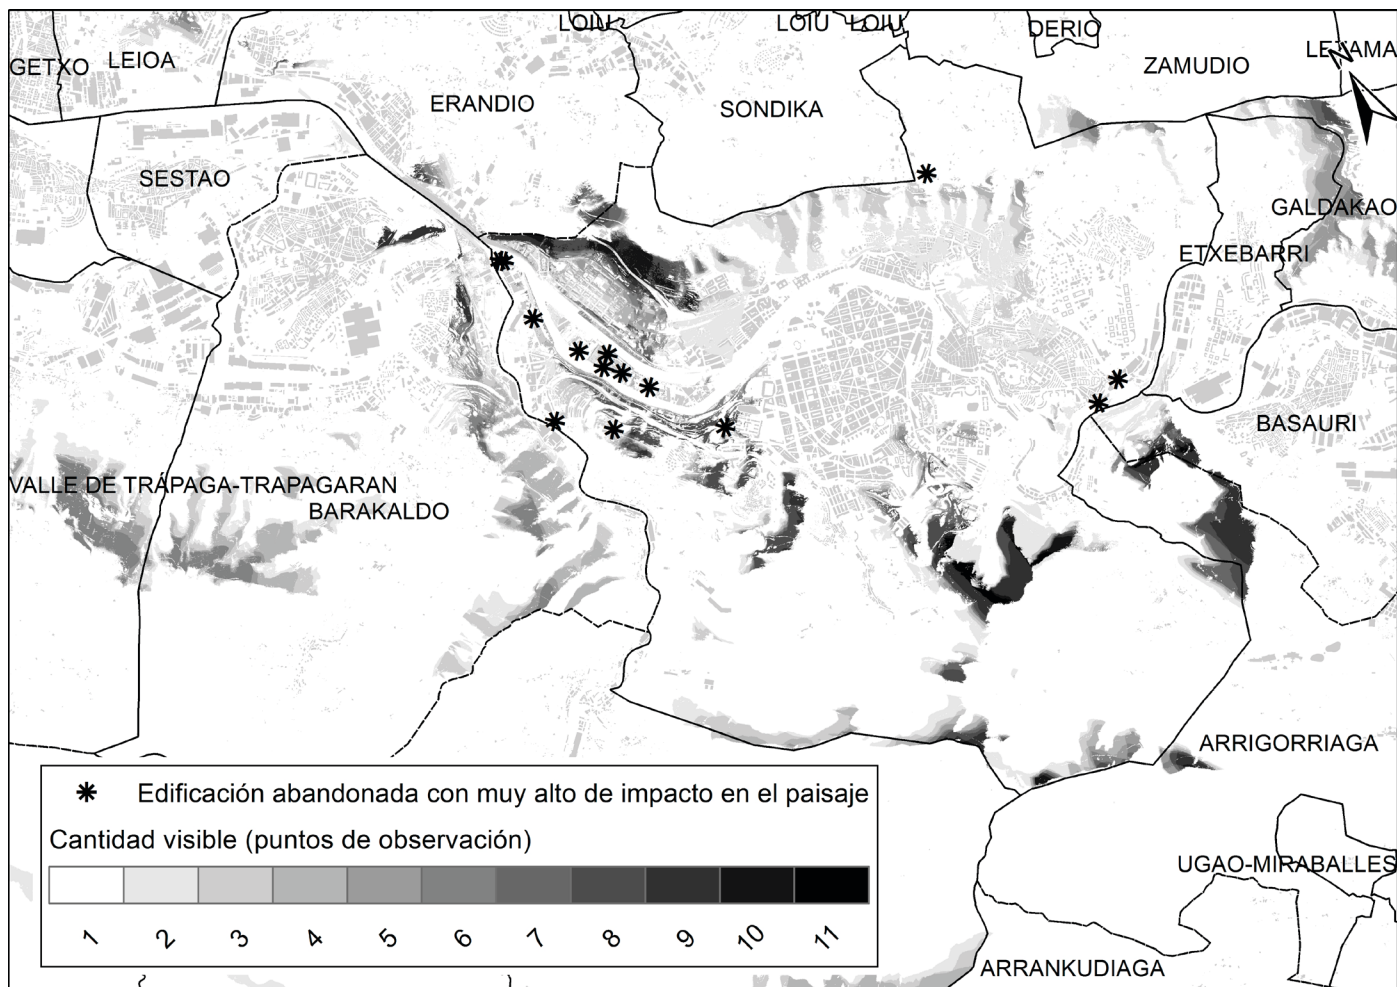 LOIU
LOIU
LOIU
DERIO
LEZAMA
GETXO
LEIOA
ZAMUDIO
N
ERANDIO
SONDIKA
SESTAO
GALDAKAO
ETXEBARRI
BASAURI
VALLE DE TRÁPAGA-TRAPAGARAN
BARAKALDO
ARRIGORRIAGA
Edificación abandonada con muy alto de impacto en el paisaje
Cantidad visible (puntos de observación)
1 2 3 4 5 6 7 8 9 10 11
UGAO-MIRABALLES
ARRANKUDIAGA